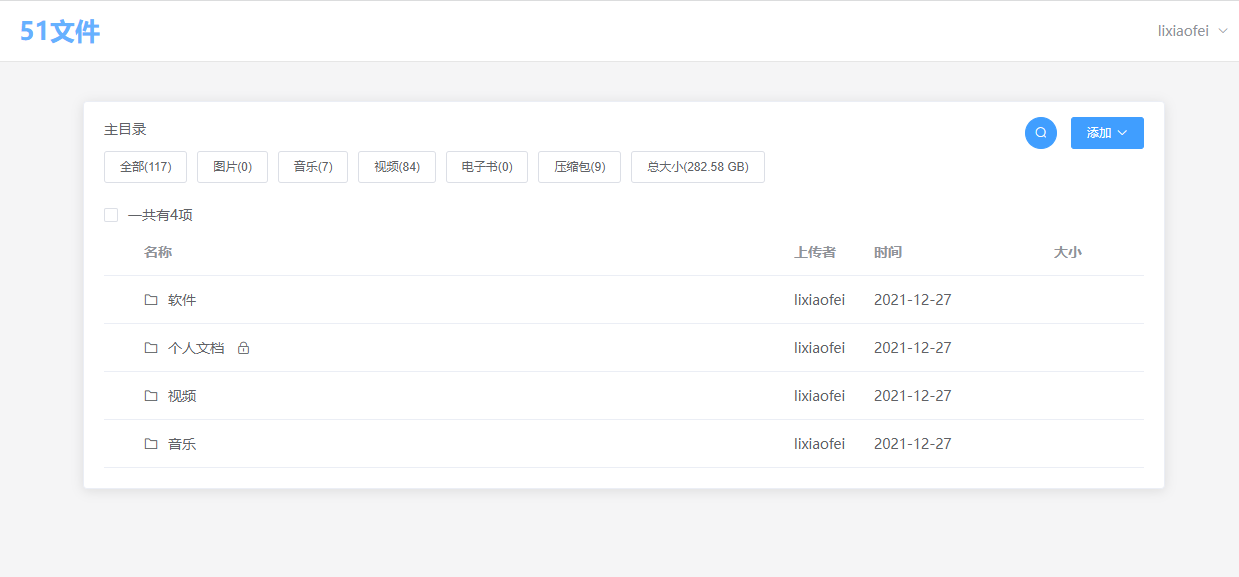 51文件
lixiaofei
主目录
添加
全部(117) 图片(0) 音乐(7) 视频(84) 电子书(0) 压缩包(9) 总大小(282.58 GB)
一共有4项
名称 上传者 时间 大小
软件 lixiaofei 2021-12-27
个人文档 lixiaofei 2021-12-27
视频 lixiaofei 2021-12-27
音乐 lixiaofei 2021-12-27